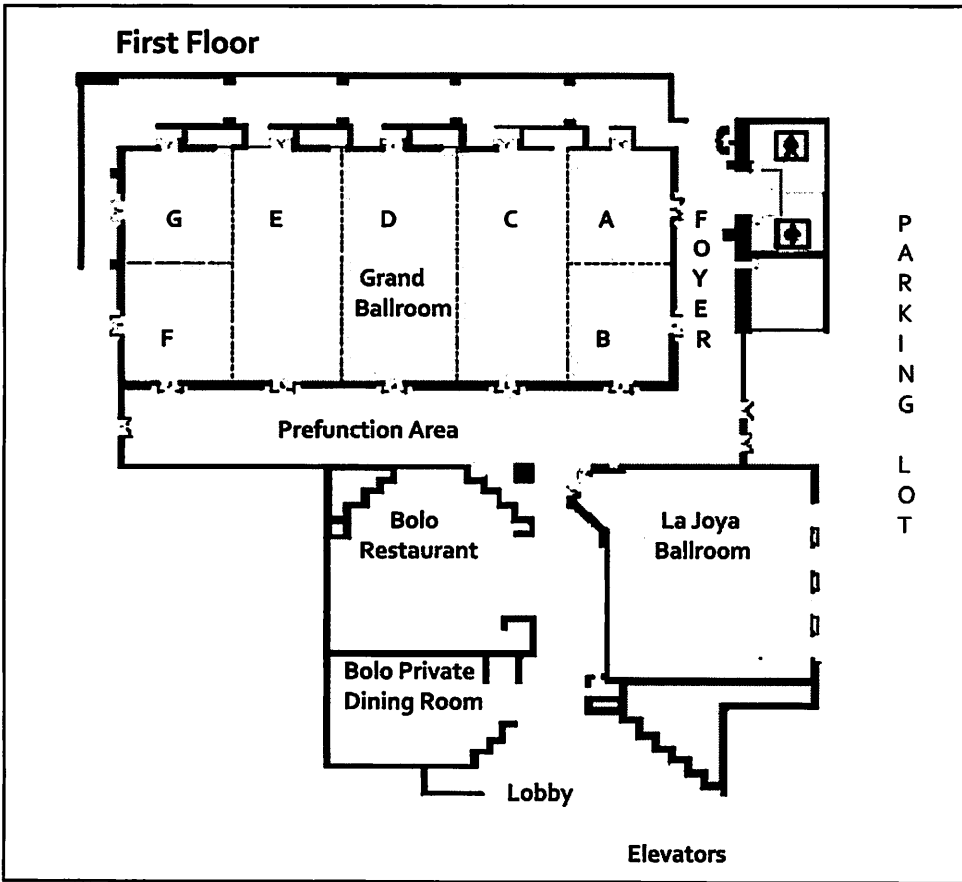 First Floor
G
E
D
C
A
Grand
Ballroom
F
B
FOYER
PARKING LOT
Prefunction Area
Bolo
Restaurant
La Joya
Ballroom
Bolo Private
Dining Room
Lobby
Elevators